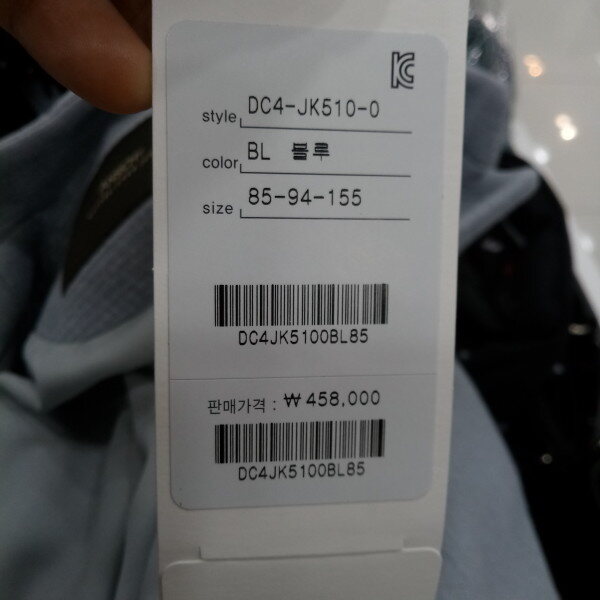 style DC4-JK510-0
color BL 블루
size 85-94-155
DC4JK5100BL85
판매가격 : ₩458,000
DC4JK5100BL85